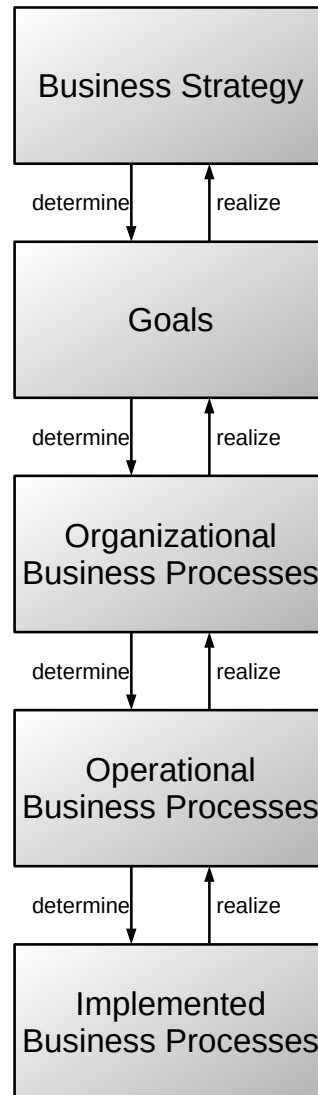 Business Strategy
determine realize
Goals
determine realize
Organizational
Business Processes
determine realize
Operational
Business Processes
determine realize
Implemented
Business Processes